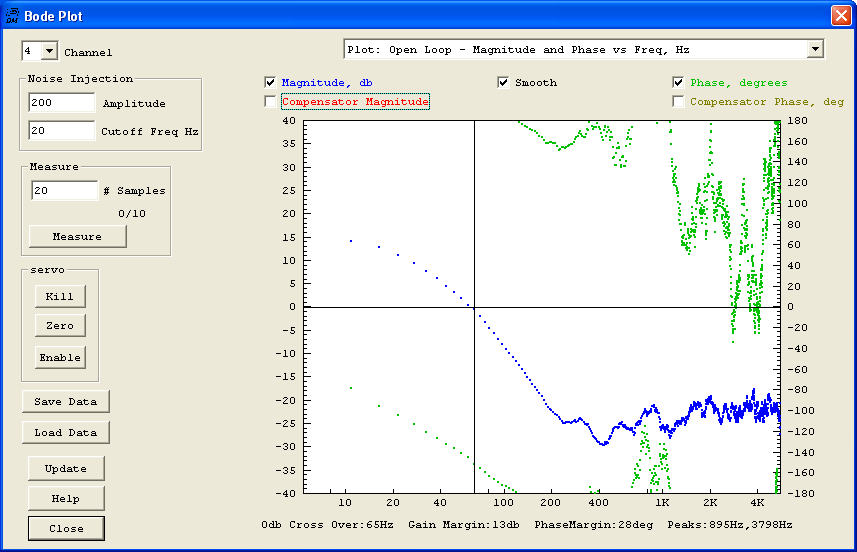 Bode Plot
4 Channel
Plot: Open Loop - Magnitude and Phase vs Freq, Hz
Noise Injection
200 Amplitude
20 Cutoff Freq Hz
Magnitude, db
Smooth
Phase, degrees
Compensator Magnitude
Compensator Phase, deg
Measure
20 # Samples
0/10
Measure
servo
Kill
Zero
Enable
Save Data
Load Data
Update
Help
Close
40
35
30
25
20
15
10
5
0
-5
-10
-15
-20
-25
-30
-35
-40
180
160
140
120
100
80
60
40
20
0
-20
-40
-60
-80
-100
-120
-140
-160
-180
10 20 40 100 200 400 1K 2K 4K
0db Cross Over:65Hz Gain Margin:13db PhaseMargin:28deg Peaks:895Hz,3798Hz